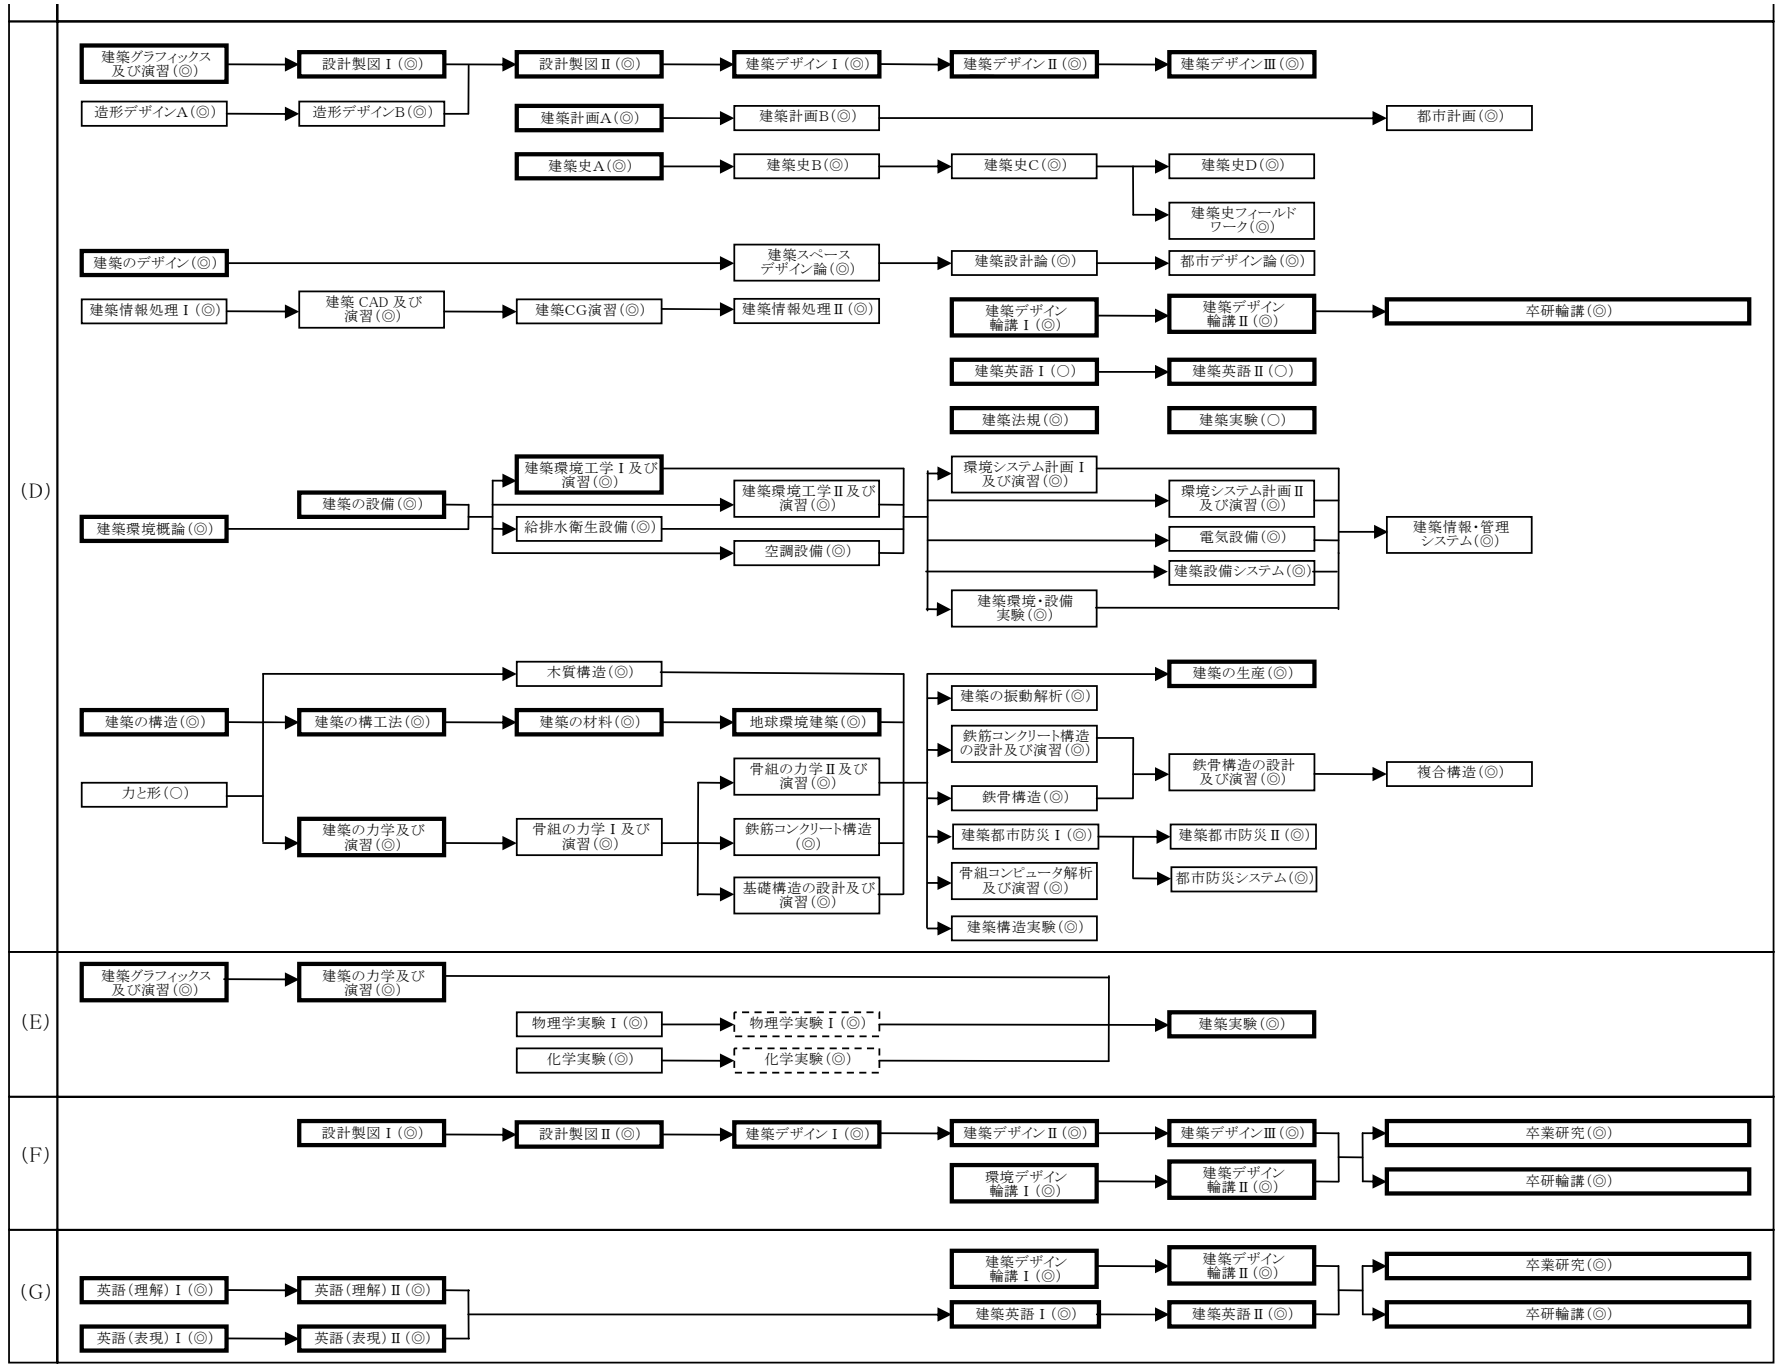 (D)
建築グラフィックス
及び演習(◎)
設計製図Ⅰ(◎)
設計製図Ⅱ(◎)
建築デザインⅠ(◎)
建築デザインⅡ(◎)
建築デザインⅢ(◎)
造形デザインA(◎)
造形デザインB(◎)
建築計画A(◎)
建築計画B(◎)
都市計画(◎)
建築史A(◎)
建築史B(◎)
建築史C(◎)
建築史D(◎)
建築史フィールド
ワーク(◎)
建築のデザイン(◎)
建築スペース
デザイン論(◎)
建築設計論(◎)
都市デザイン論(◎)
建築情報処理Ⅰ(◎)
建築 CAD 及び
演習(◎)
建築CG演習(◎)
建築情報処理Ⅱ(◎)
建築デザイン
輪講Ⅰ(◎)
建築デザイン
輪講Ⅱ(◎)
卒研輪講(◎)
建築英語Ⅰ(○)
建築英語Ⅱ(○)
建築法規(◎)
建築実験(○)
建築環境概論(◎)
建築の設備(◎)
建築環境工学Ⅰ及び
演習(◎)
建築環境工学Ⅱ及び
演習(◎)
給排水衛生設備(◎)
空調設備(◎)
環境システム計画Ⅰ
及び演習(◎)
環境システム計画Ⅱ
及び演習(◎)
電気設備(◎)
建築設備システム(◎)
建築環境・設備
実験(◎)
建築情報・管理
システム(◎)
木質構造(◎)
建築の構造(◎)
建築の構工法(◎)
建築の材料(◎)
地球環境建築(◎)
力と形(○)
建築の力学及び
演習(◎)
骨組の力学Ⅰ及び
演習(◎)
骨組の力学Ⅱ及び
演習(◎)
鉄筋コンクリート構造
(◎)
基礎構造の設計及び
演習(◎)
建築の生産(◎)
建築の振動解析(◎)
鉄筋コンクリート構造
の設計及び演習(◎)
鉄骨構造(◎)
鉄骨構造の設計
及び演習(◎)
複合構造(◎)
建築都市防災Ⅰ(◎)
建築都市防災Ⅱ(◎)
骨組コンピュータ解析
及び演習(◎)
都市防災システム(◎)
建築構造実験(◎)
(E)
建築グラフィックス
及び演習(◎)
建築の力学及び
演習(◎)
物理学実験Ⅰ(◎)
物理学実験Ⅰ(◎)
建築実験(◎)
化学実験(◎)
化学実験(◎)
(F)
設計製図Ⅰ(◎)
設計製図Ⅱ(◎)
建築デザインⅠ(◎)
建築デザインⅡ(◎)
建築デザインⅢ(◎)
卒業研究(◎)
環境デザイン
輪講Ⅰ(◎)
建築デザイン
輪講Ⅱ(◎)
卒研輪講(◎)
(G)
建築デザイン
輪講Ⅰ(◎)
建築デザイン
輪講Ⅱ(◎)
卒業研究(◎)
英語(理解)Ⅰ(◎)
英語(理解)Ⅱ(◎)
建築英語Ⅰ(◎)
建築英語Ⅱ(◎)
卒研輪講(◎)
英語(表現)Ⅰ(◎)
英語(表現)Ⅱ(◎)